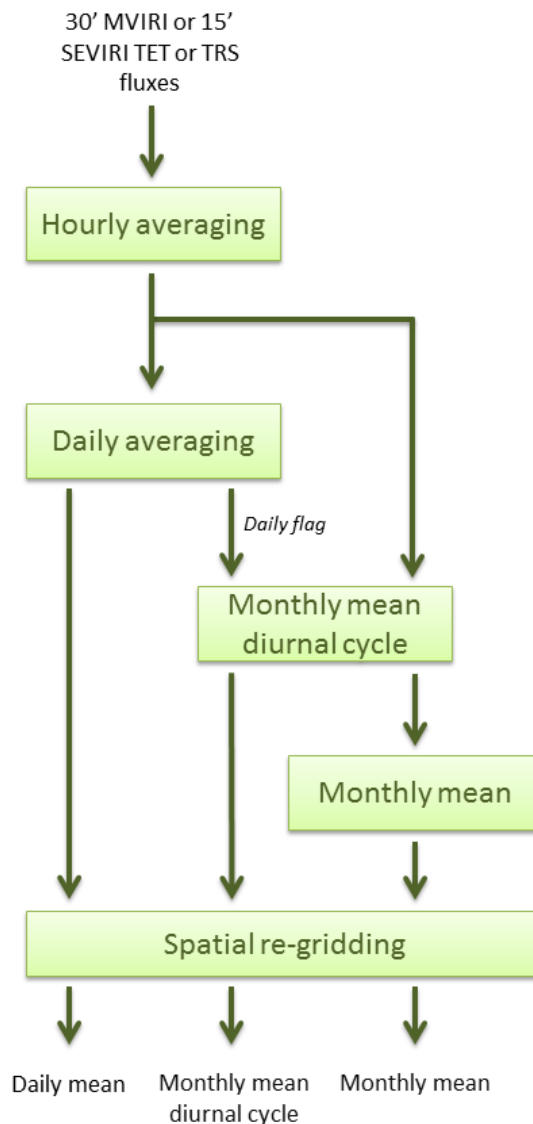 30’ MVIRI or 15’
SEVIRI TET or TRS
fluxes
Hourly averaging
Daily averaging
Daily flag
Monthly mean
diurnal cycle
Monthly mean
Spatial re-gridding
Daily mean
Monthly mean
diurnal cycle
Monthly mean